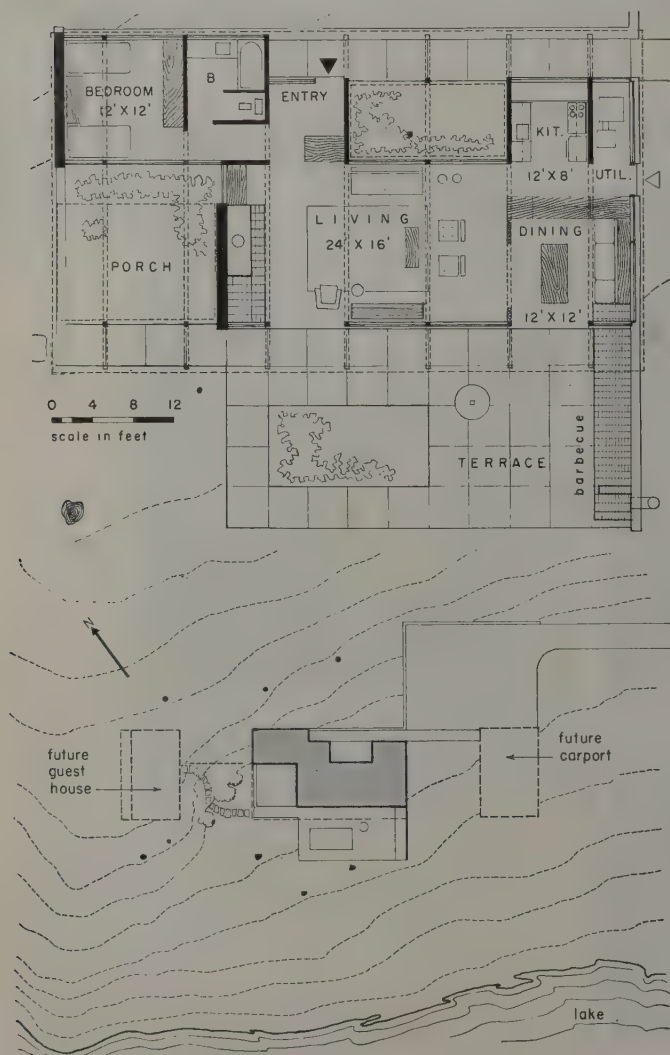 BEDROOM
12' X 12'
B
ENTRY
KIT.
12' X 8'
UTIL.
LIVING
24' X 16'
DINING
12' X 12'
PORCH
0 4 8 12
scale in feet
TERRACE
barbecue
N
future
guest
house
future
carport
lake